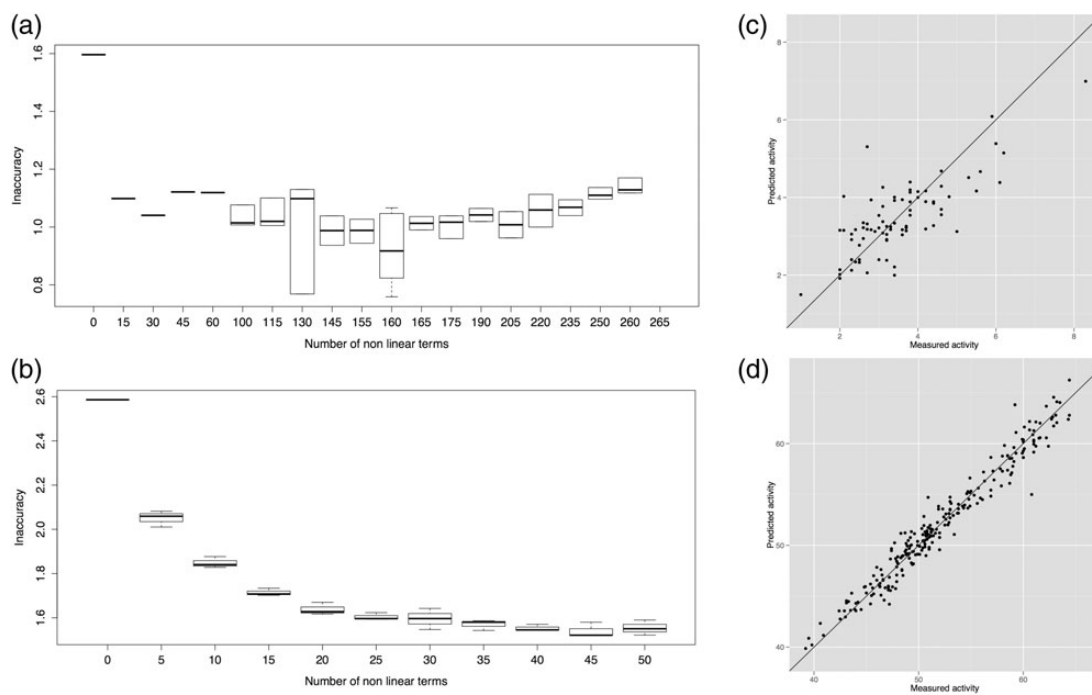 (a)
Inaccuracy
1.6
1.4
1.2
1.0
0.8
0 15 30 45 60 100 115 130 145 155 160 165 175 190 205 220 235 250 260 265
Number of non linear terms
(b)
Inaccuracy
2.6
2.4
2.2
2.0
1.8
1.6
0 5 10 15 20 25 30 35 40 45 50
Number of non linear terms
(c)
Predicted activity
8
6
4
2
2 4 6 8
Measured activity
(d)
Predicted activity
60
50
40
40 50 60
Measured activity